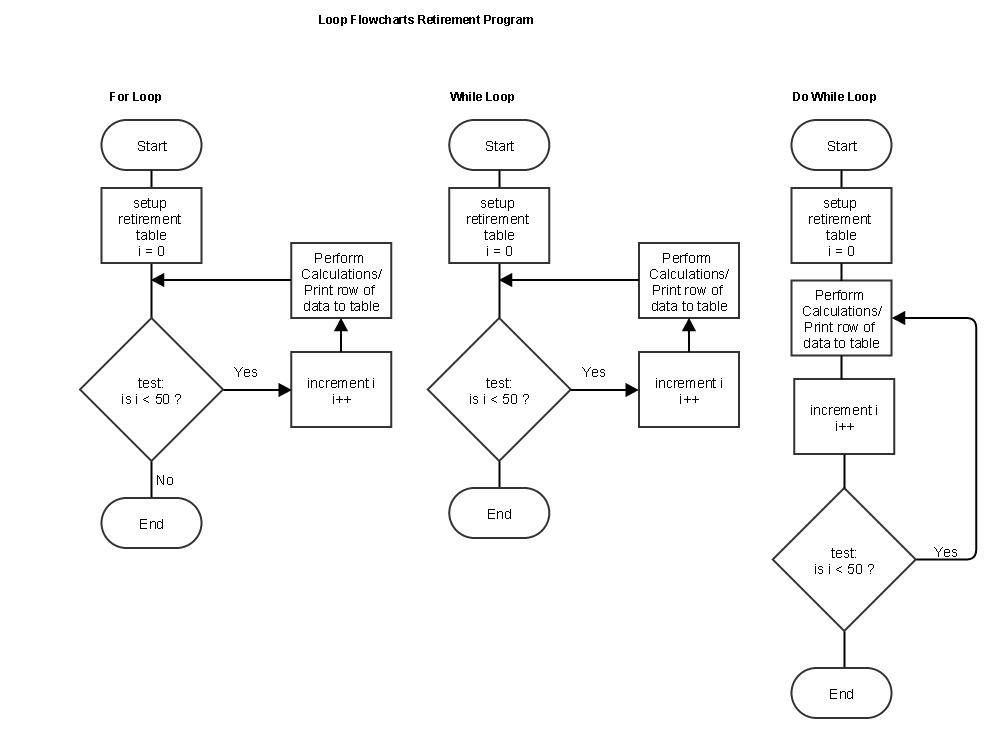 Loop Flowcharts Retirement Program
For Loop
Start
setup
retirement
table
i = 0
Perform
Calculations/
Print row of
data to table
test:
is i < 50 ?
Yes
increment i
i++
No
End
While Loop
Start
setup
retirement
table
i = 0
Perform
Calculations/
Print row of
data to table
test:
is i < 50 ?
Yes
increment i
i++
End
Do While Loop
Start
setup
retirement
table
i = 0
Perform
Calculations/
Print row of
data to table
increment i
i++
test:
is i < 50 ?
Yes
End